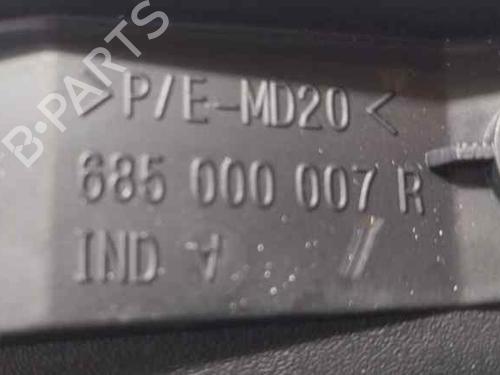 B-PARTS
>P/E-MD20<
685 000 007 R
IND A //